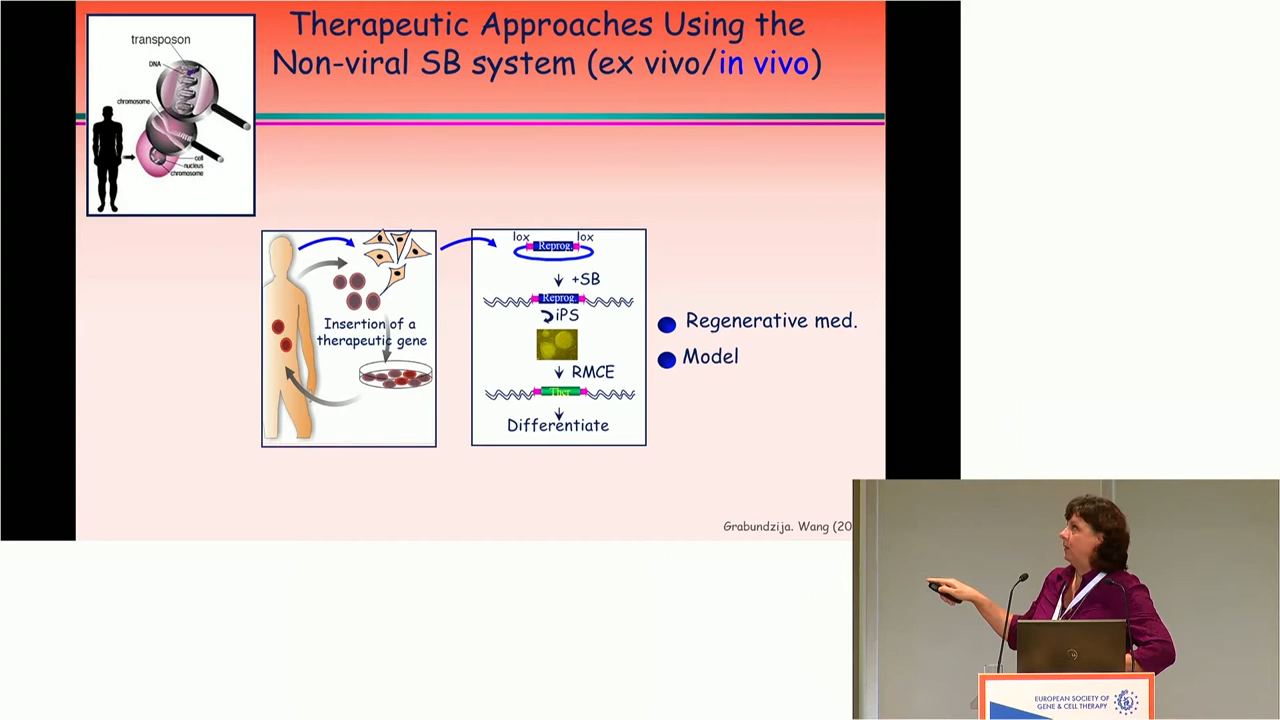 Therapeutic Approaches Using the
Non-viral SB system (ex vivo/in vivo)
transposon
DNA
chromosome
cell
nucleus
chromosome
Insertion of a
therapeutic gene
lox lox
Reprog.
+SB
Reprog.
iPS
RMCE
Ther
Differentiate
Regenerative med.
Model
Grabundzija. Wang (20
EUROPEAN SOCIETY OF
GENE & CELL THERAPY